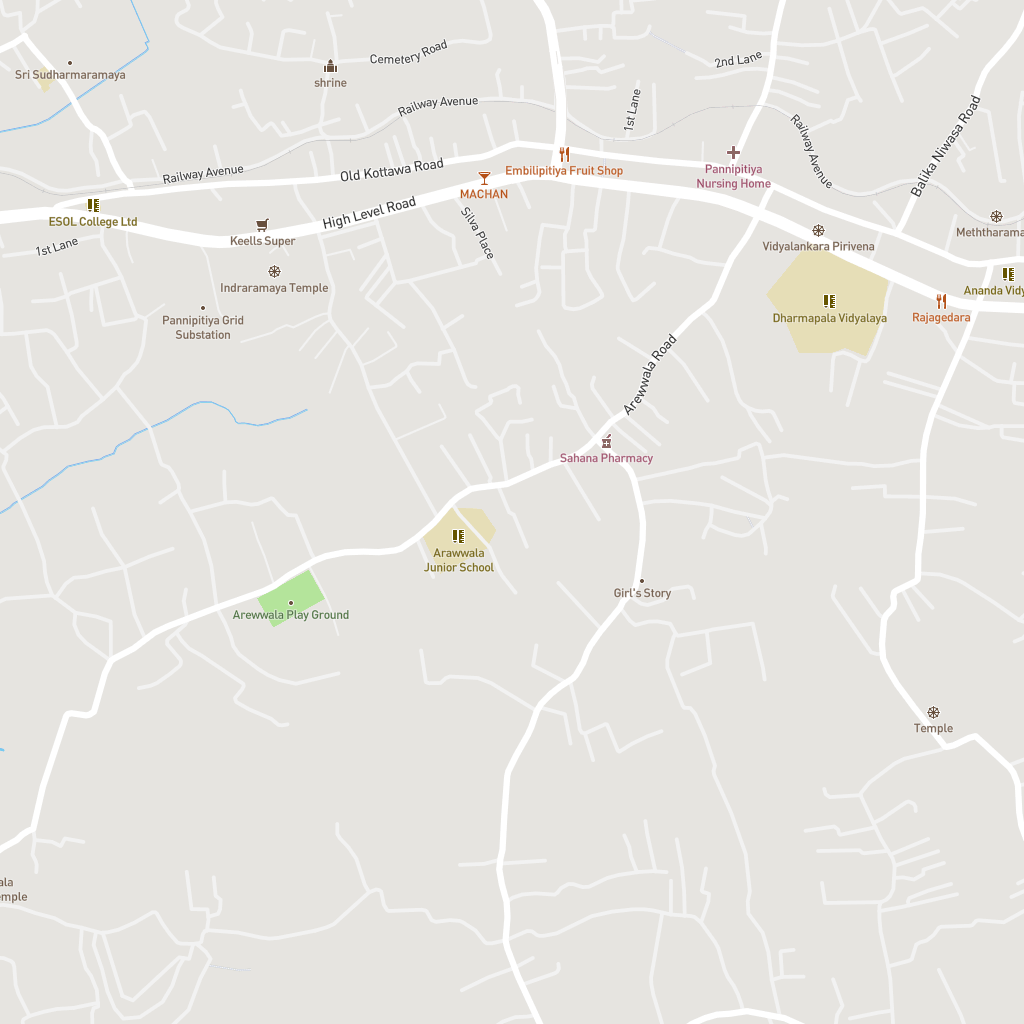 Cemetery Road
2nd Lane
Sri Sudharmaramaya
shrine
Railway Avenue
1st Lane
Balika Niwasa Road
Railway Avenue
Railway Avenue
Old Kottawa Road
Embilipitiya Fruit Shop
Pannipitiya
Nursing Home
MACHAN
High Level Road
ESOL College Ltd
Silva Place
Keells Super
1st Lane
Vidyalankara Pirivena
Meththarama
Indraramaya Temple
Ananda Vidy
Pannipitiya Grid
Substation
Dharmapala Vidyalaya
Rajagedara
Arewwala Road
Sahana Pharmacy
Arawwala
Junior School
Girl's Story
Arewwala Play Ground
Temple
ala
emple